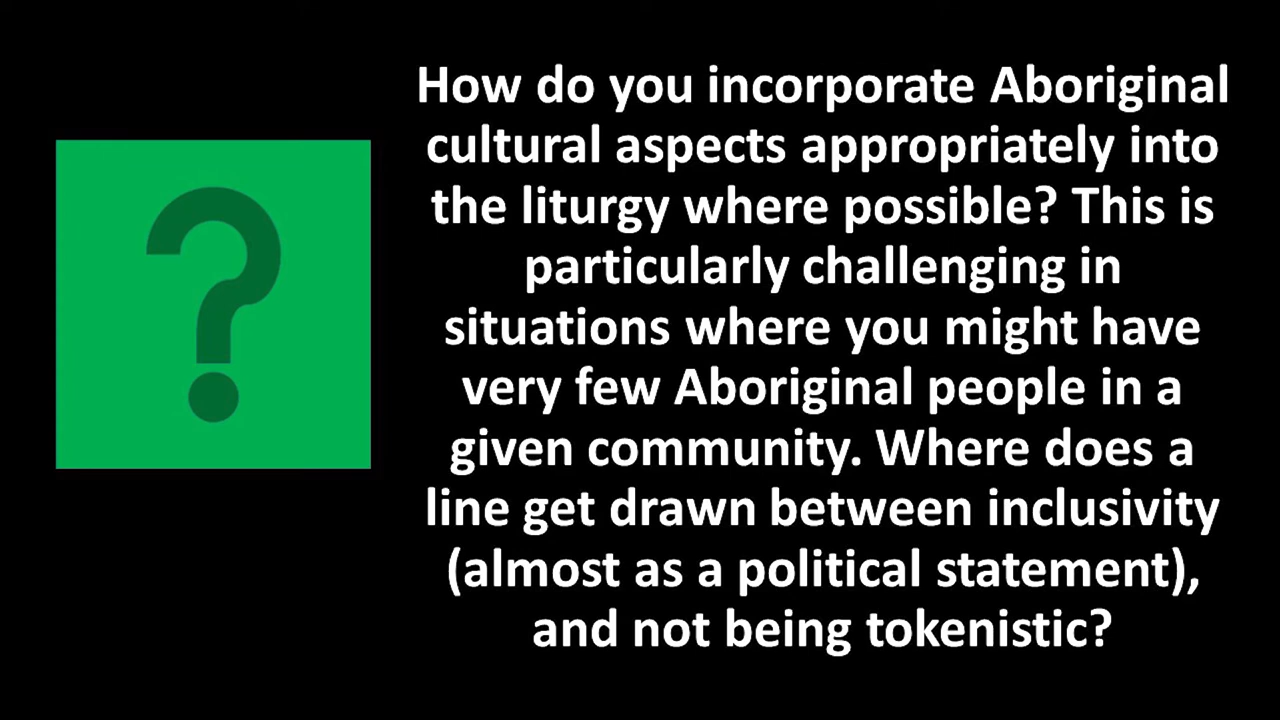 How do you incorporate Aboriginal
cultural aspects appropriately into
the liturgy where possible? This is
particularly challenging in
situations where you might have
very few Aboriginal people in a
given community. Where does a
line get drawn between inclusivity
(almost as a political statement),
and not being tokenistic?